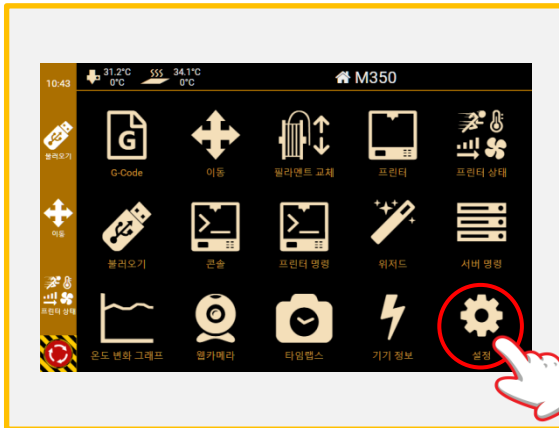 10:43
31.2°C
0°C
34.1°C
0°C
M350
불러오기
이동
프린터 상태
G-Code
이동
필라멘트 교체
프린터
프린터 상태
불러오기
콘솔
프린터 명령
위저드
서버 명령
온도 변화 그래프
웹카메라
타임랩스
기기 정보
설정